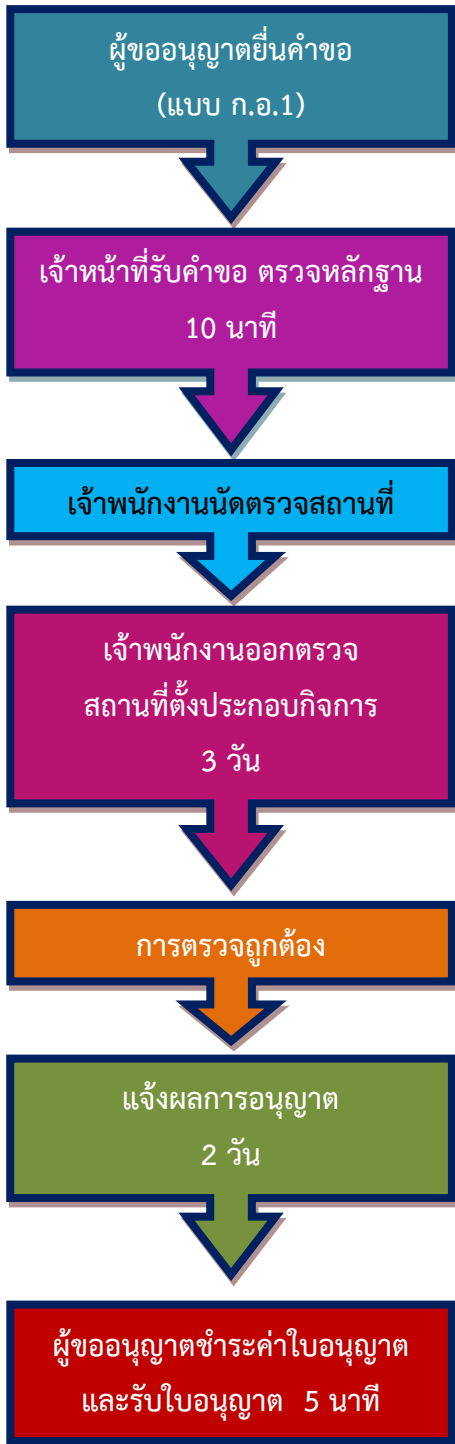 ผู้ขออนุญาตยื่นคำขอ
(แบบ ก.อ.1)
เจ้าหน้าที่รับคำขอ ตรวจหลักฐาน
10 นาที
เจ้าพนักงานนัดตรวจสถานที่
เจ้าพนักงานออกตรวจ
สถานที่ตั้งประกอบกิจการ
3 วัน
การตรวจถูกต้อง
แจ้งผลการอนุญาต
2 วัน
ผู้ขออนุญาตชำระค่าใบอนุญาต
และรับใบอนุญาต 5 นาที